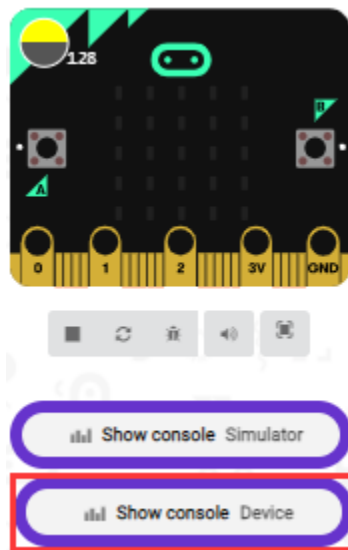 128
B
A
0 1 2 3V GND
Show console Simulator
Show console Device